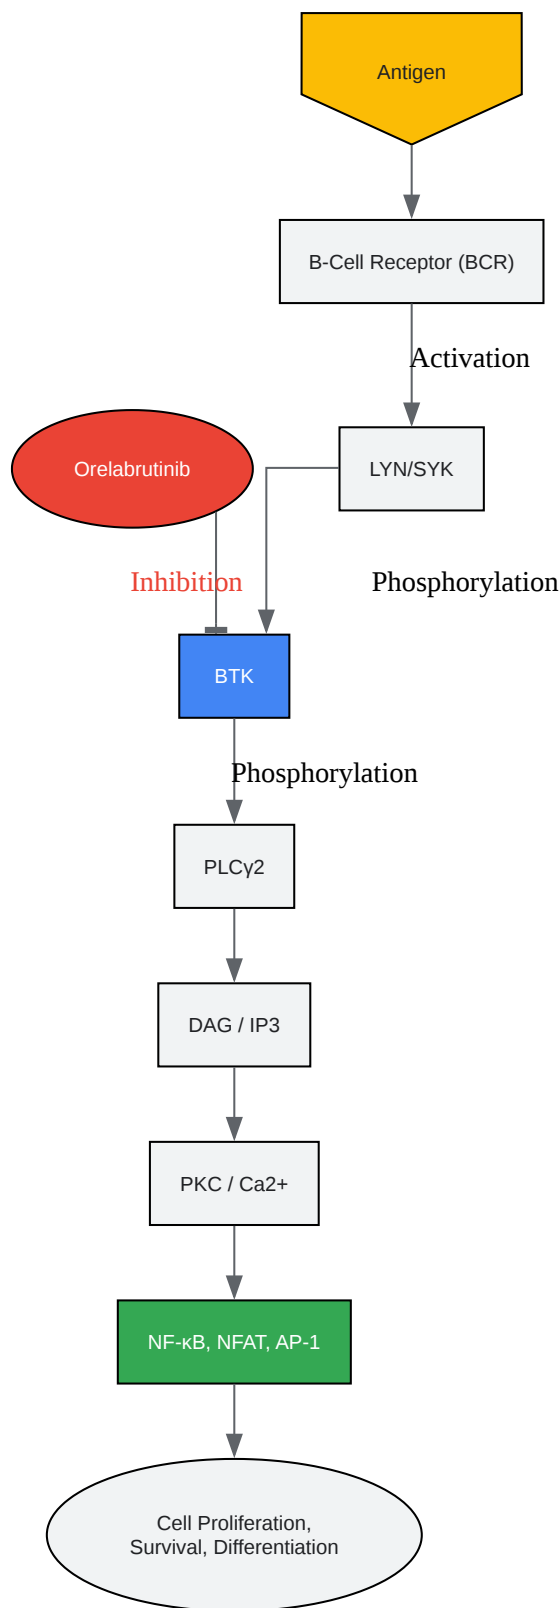 Antigen
B-Cell Receptor (BCR)
Activation
Orelabrutinib
LYN/SYK
Inhibition
Phosphorylation
BTK
Phosphorylation
PLCγ2
DAG / IP3
PKC / Ca2+
NF-κB, NFAT, AP-1
Cell Proliferation,
Survival, Differentiation